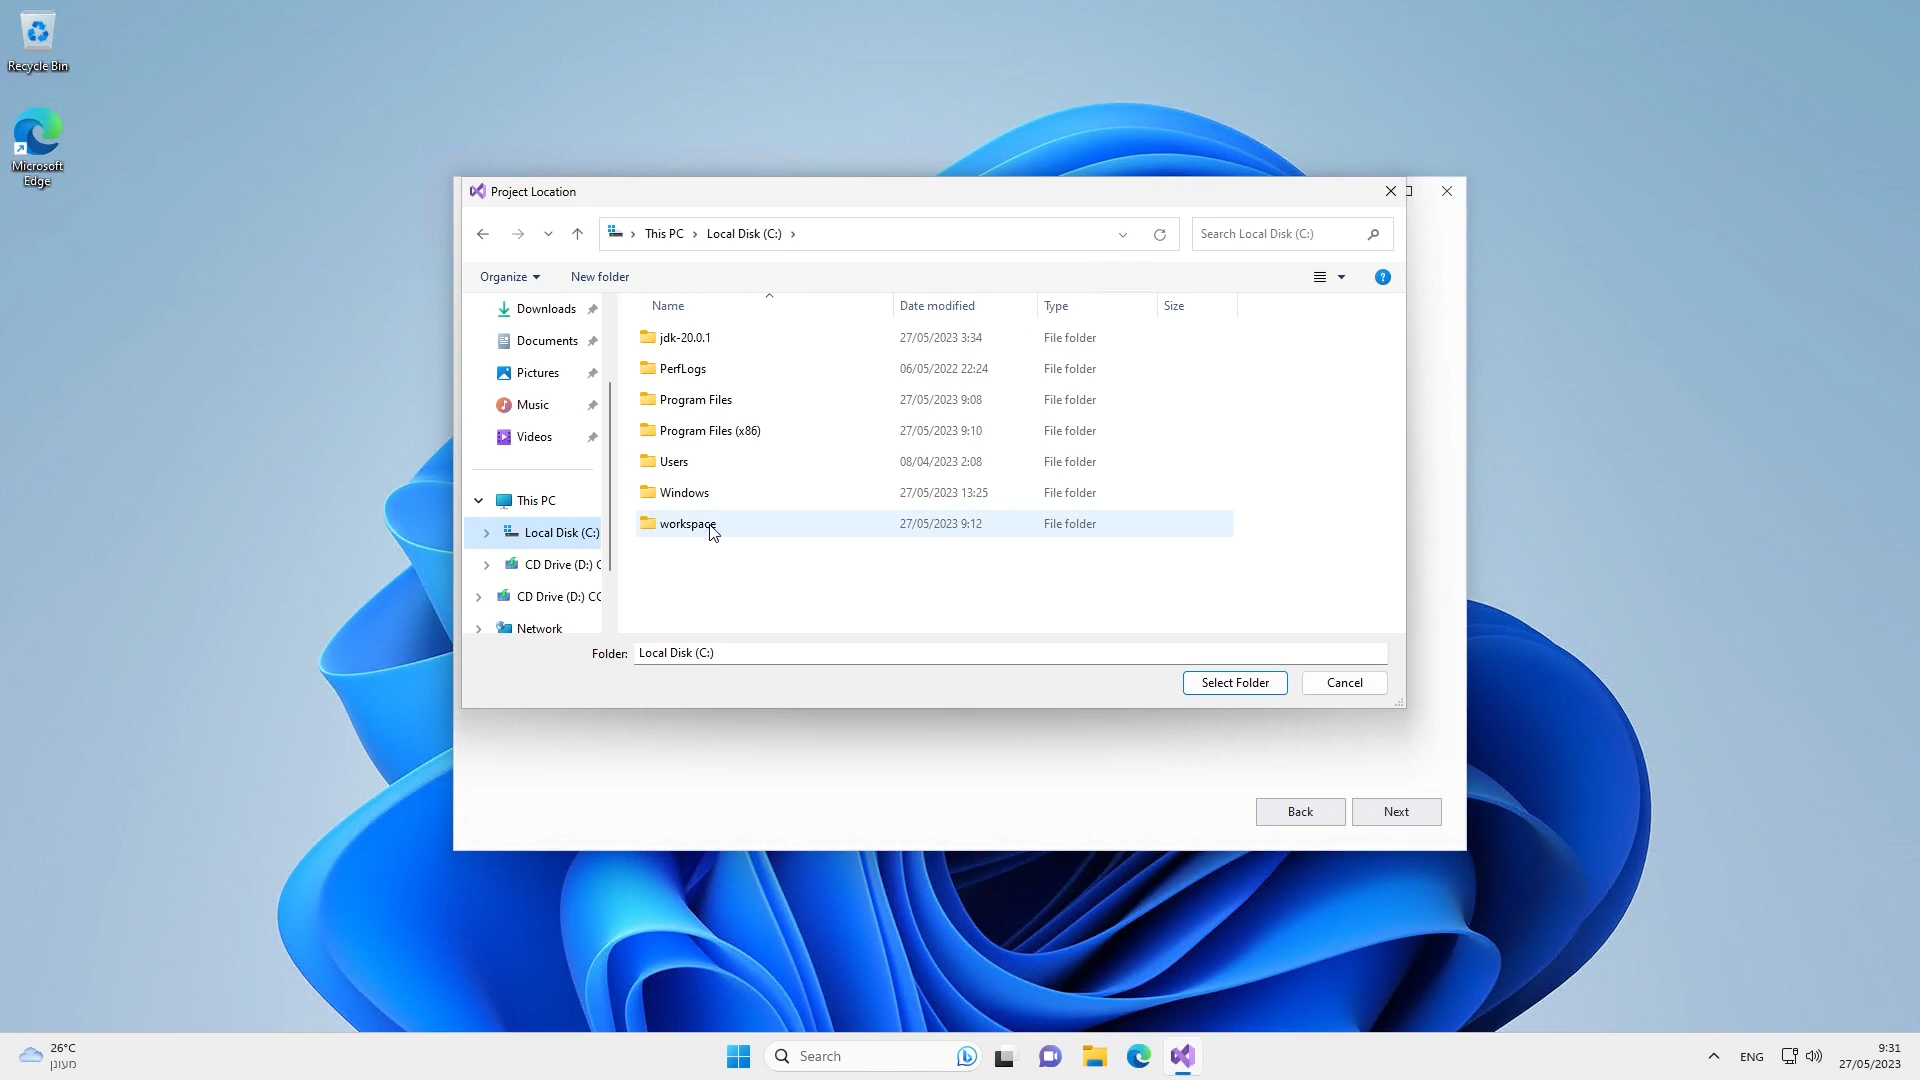 Recycle Bin
Microsoft
Edge
Project Location
This PC
Local Disk (C:)
Search Local Disk (C:)
Organize
New folder
?
Name
Date modified
Type
Size
Downloads
Documents
Pictures
Music
Videos
This PC
Local Disk (C:)
CD Drive (D:) C
CD Drive (D:) CC
Network
jdk-20.0.1 27/05/2023 3:34 File folder
PerfLogs 06/05/2022 22:24 File folder
Program Files 27/05/2023 9:08 File folder
Program Files (x86) 27/05/2023 9:10 File folder
Users 08/04/2023 2:08 File folder
Windows 27/05/2023 13:25 File folder
workspace 27/05/2023 9:12 File folder
Folder: Local Disk (C:)
Select Folder
Cancel
Back
Next
26°C
מעונן
Search
ENG
9:31
27/05/2023